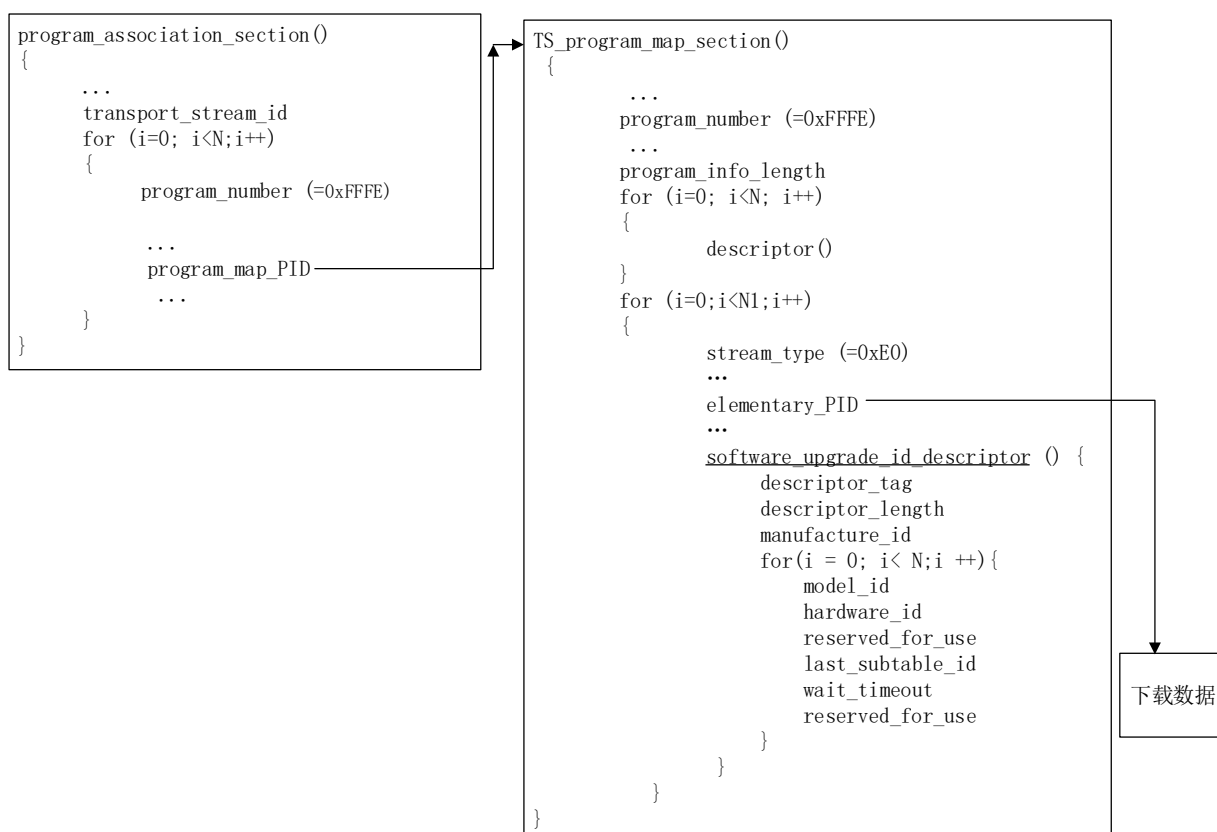 program_association_section()
{
...
transport_stream_id
for (i=0; i<N;i++)
{
program_number (=0xFFFE)
...
program_map_PID
...
}
}
TS_program_map_section()
{
...
program_number (=0xFFFE)
...
program_info_length
for (i=0; i<N; i++)
{
descriptor()
}
for (i=0;i<N1;i++)
{
stream_type (=0xE0)
…
elementary_PID
…
software_upgrade_id_descriptor () {
descriptor_tag
descriptor_length
manufacture_id
for(i = 0; i< N;i ++){
model_id
hardware_id
reserved_for_use
last_subtable_id
wait_timeout
reserved_for_use
}
}
}
}
下载数据